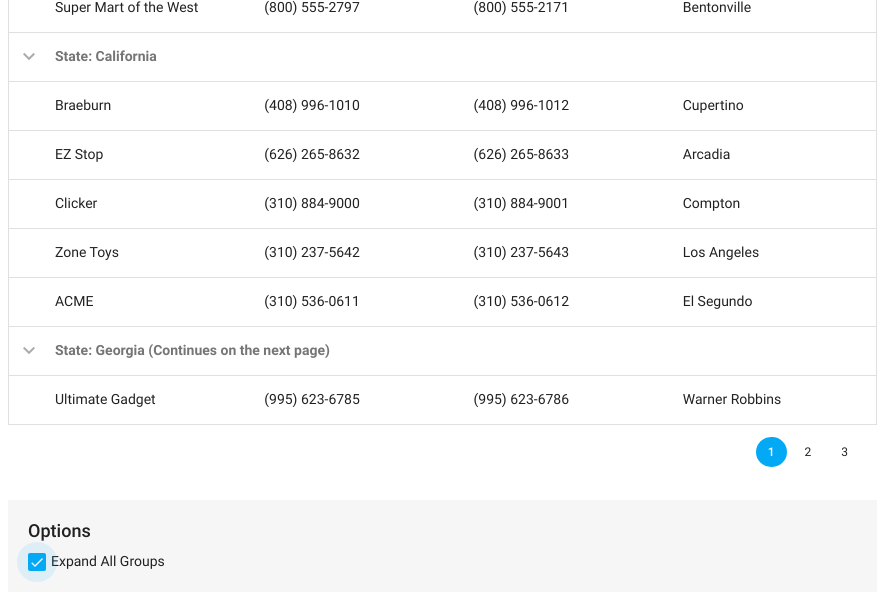 Super Mart of the West (800) 555-2797 (800) 555-2171 Bentonville
State: California
Braeburn (408) 996-1010 (408) 996-1012 Cupertino
EZ Stop (626) 265-8632 (626) 265-8633 Arcadia
Clicker (310) 884-9000 (310) 884-9001 Compton
Zone Toys (310) 237-5642 (310) 237-5643 Los Angeles
ACME (310) 536-0611 (310) 536-0612 El Segundo
State: Georgia (Continues on the next page)
Ultimate Gadget (995) 623-6785 (995) 623-6786 Warner Robbins
1 2 3
Options
Expand All Groups